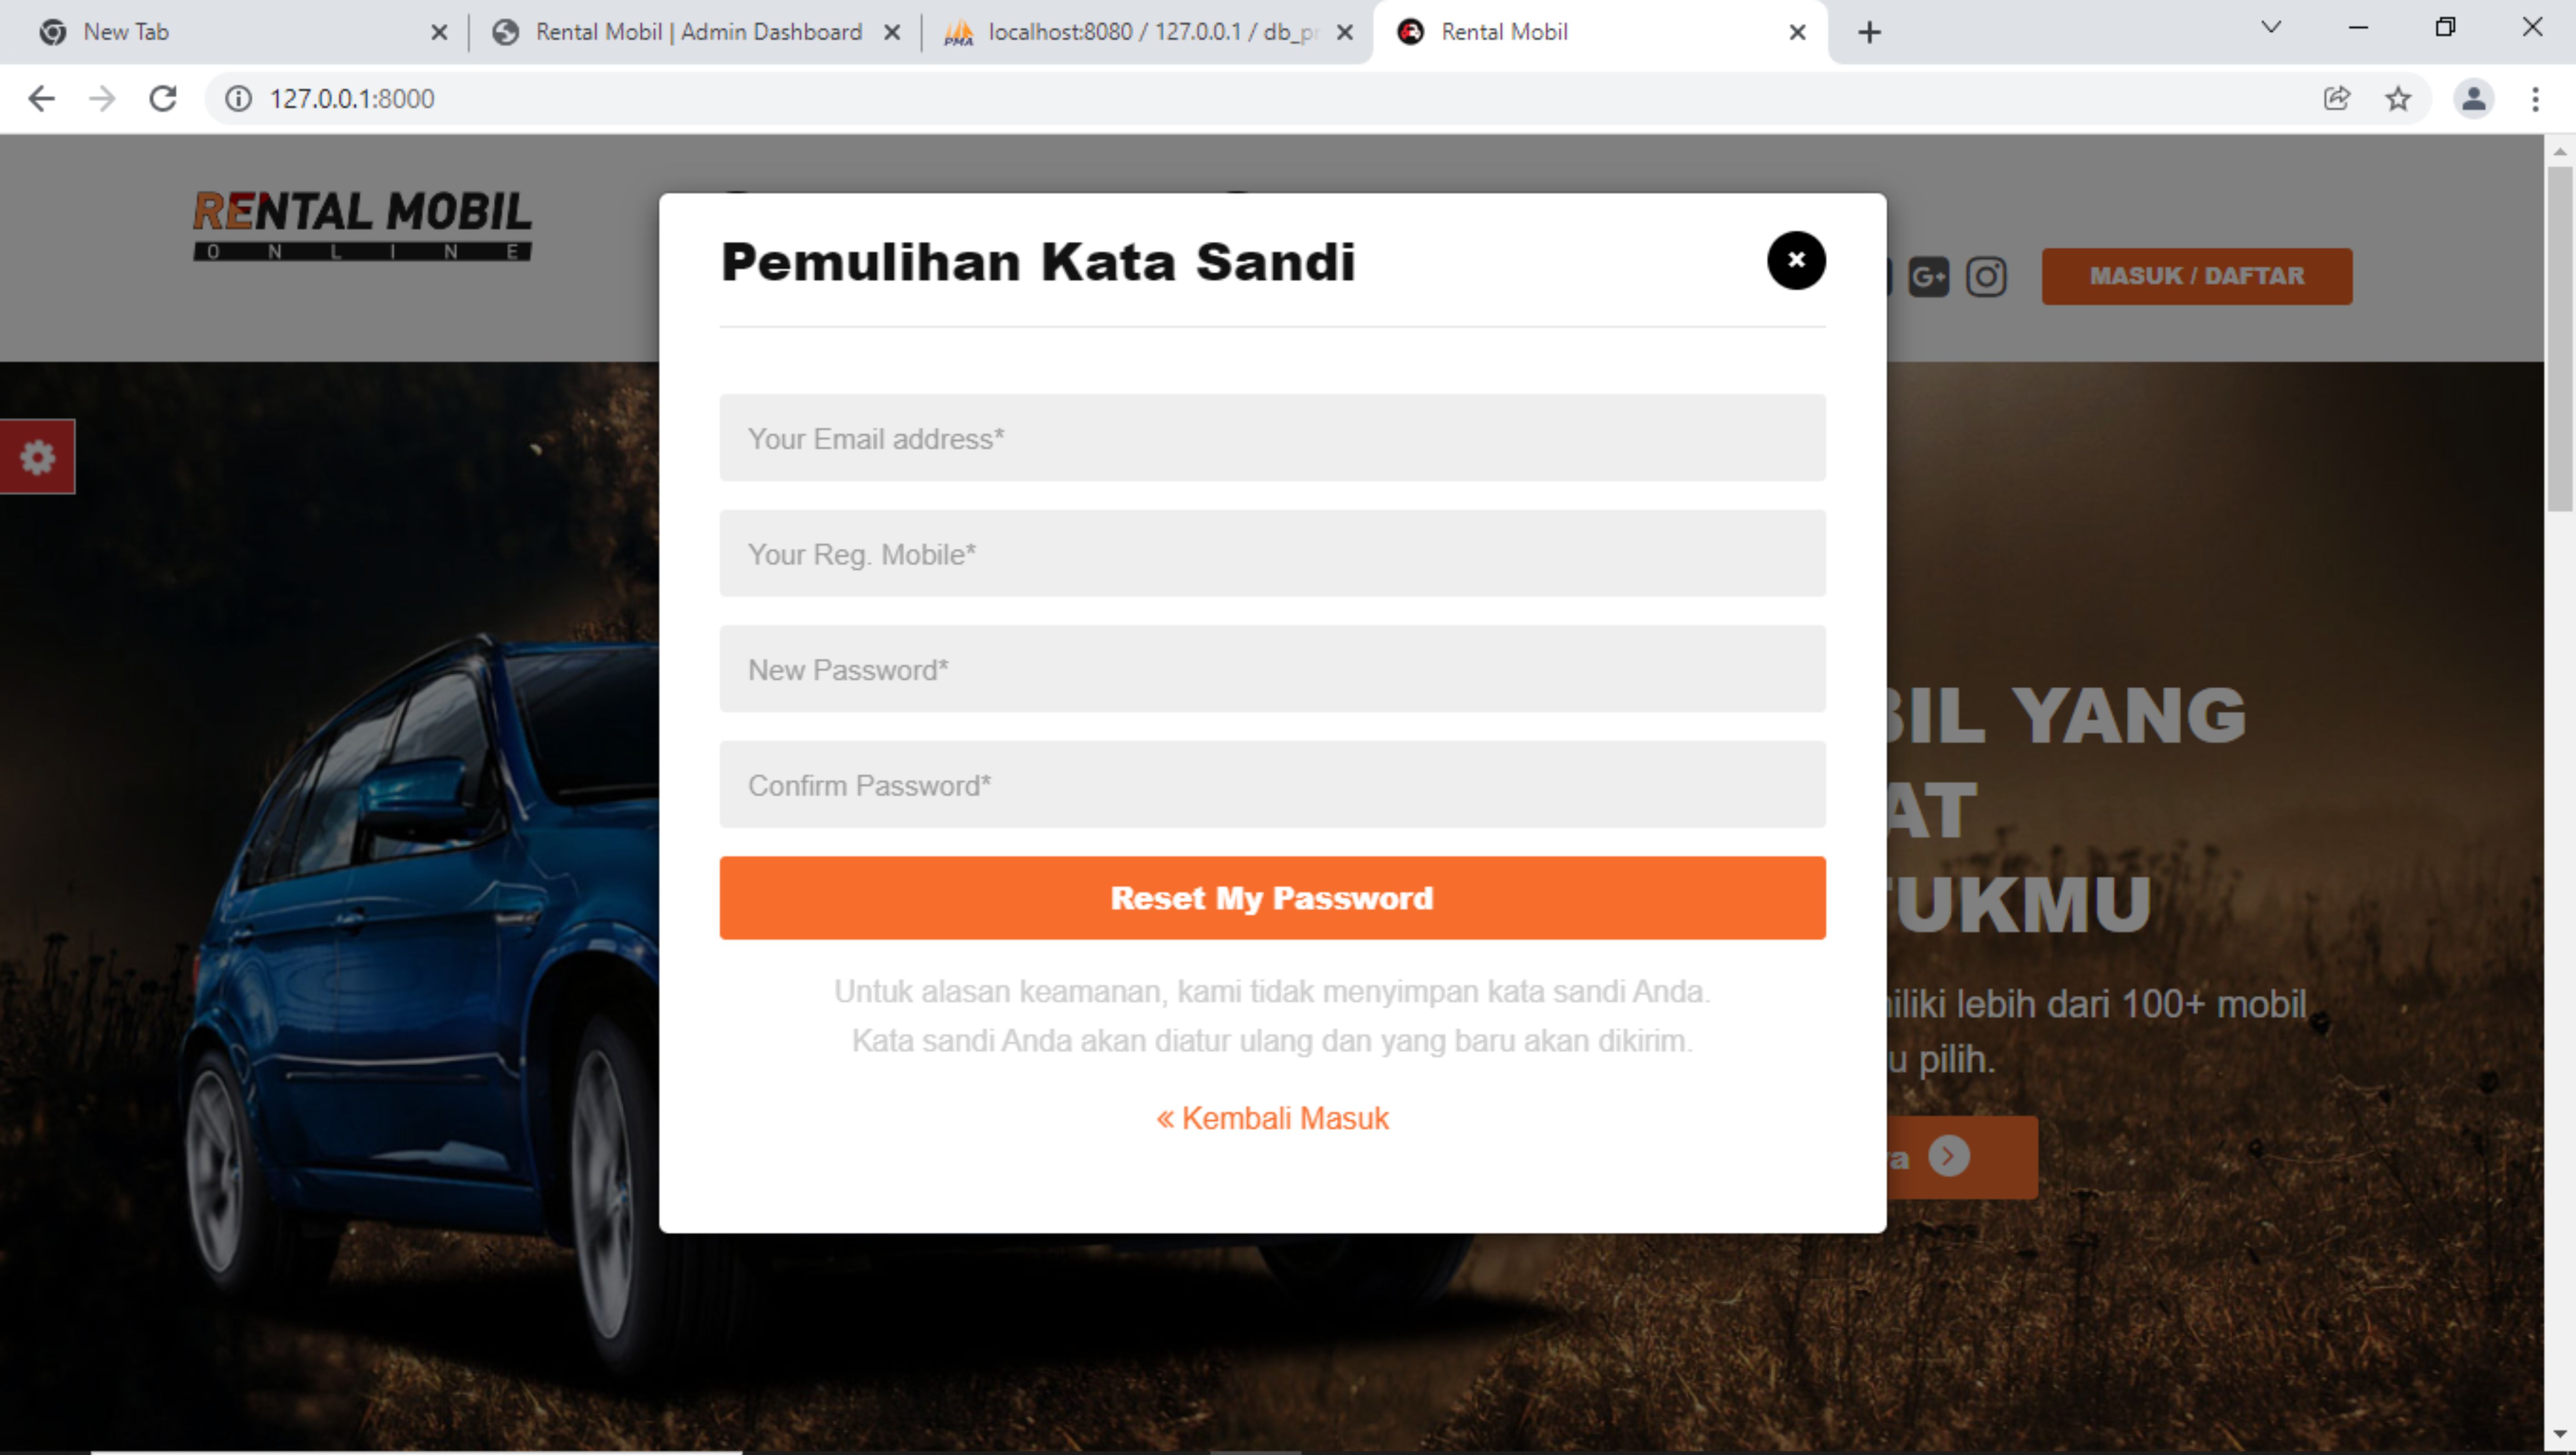 New Tab
Rental Mobil | Admin Dashboard
localhost:8080 / 127.0.0.1 / db_pr
Rental Mobil
127.0.0.1:8000
RENTAL MOBIL
ONLINE
MASUK / DAFTAR
Pemulihan Kata Sandi
Your Email address*
Your Reg. Mobile*
New Password*
Confirm Password*
Reset My Password
Untuk alasan keamanan, kami tidak menyimpan kata sandi Anda.
Kata sandi Anda akan diatur ulang dan yang baru akan dikirim.
« Kembali Masuk
BIL YANG
AT
TUKMU
iliki lebih dari 100+ mobil
u pilih.